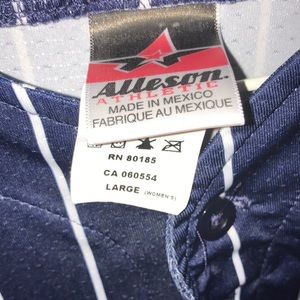 Alleson
ATHLETIC
MADE IN MEXICO
FABRIQUE AU MEXIQUE
RN 80185
CA 060554
LARGE (WOMEN'S)